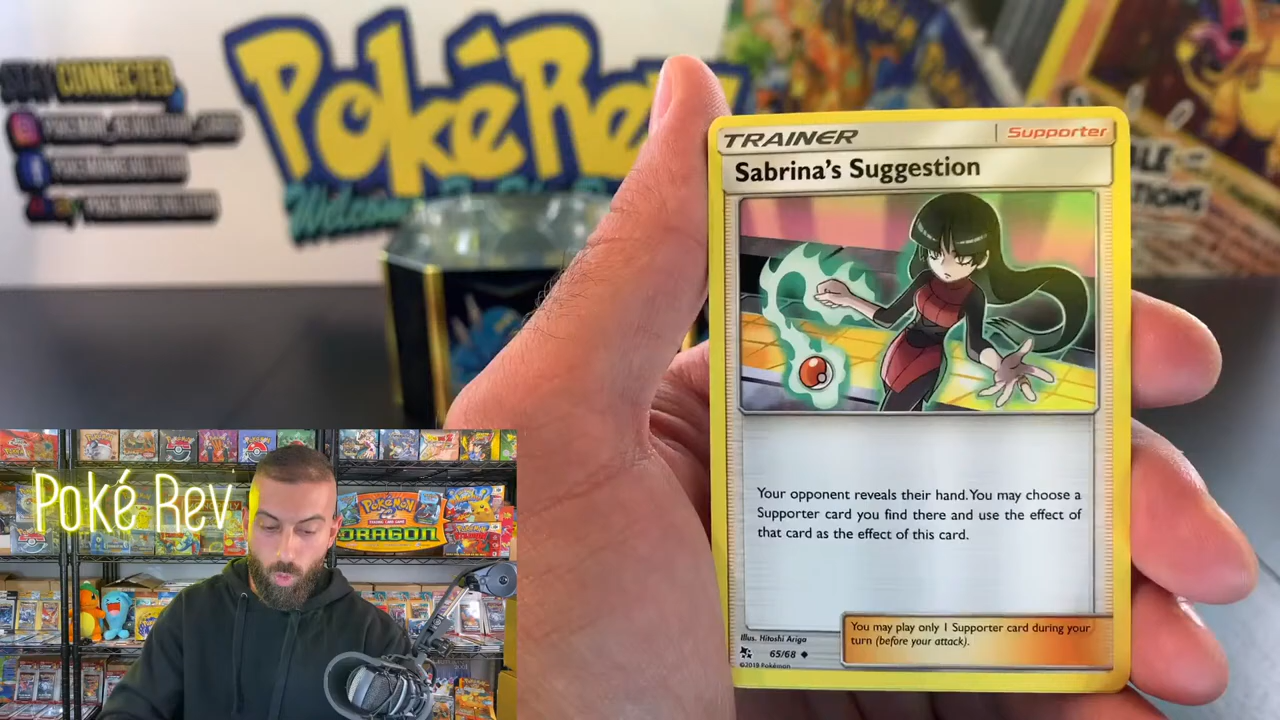 STAY CONNECTED
PokéRev
Welcome
TRAINER
Supporter
Sabrina's Suggestion
Your opponent reveals their hand. You may choose a
Supporter card you find there and use the effect of
that card as the effect of this card.
You may play only 1 Supporter card during your
turn (before your attack).
Illus. Hitoshi Ariga
65/68
©2019 Pokémon
Poké Rev
Pokémon
DRAGON